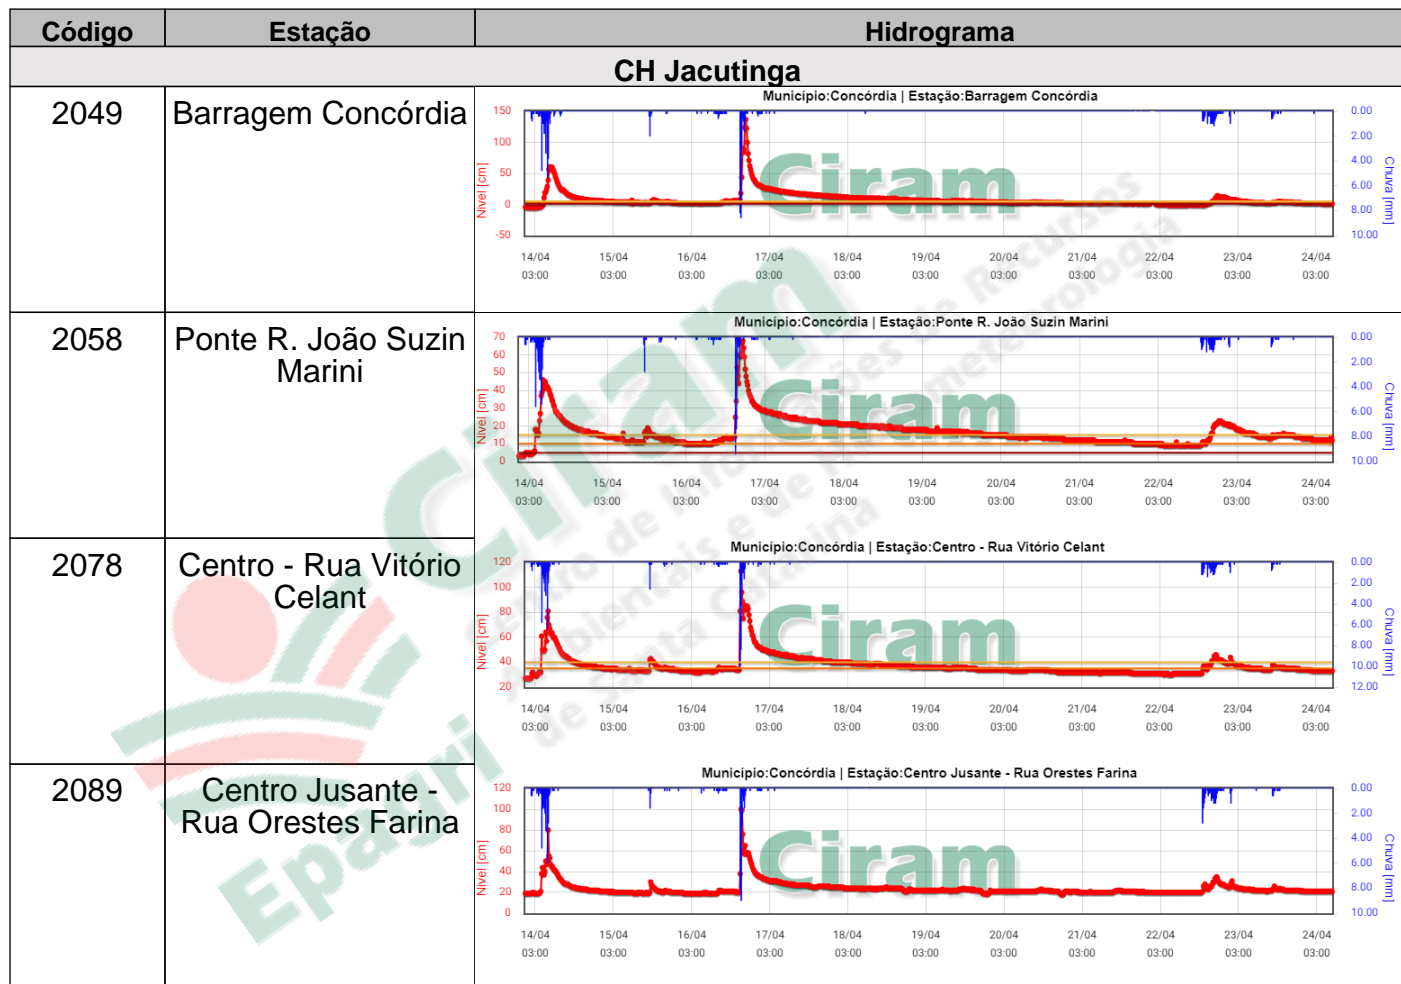 Código Estação Hidrograma
CH Jacutinga
2049 Barragem Concórdia
Município:Concórdia | Estação:Barragem Concórdia
150 100 50 0 -50
Nível [cm]
0.00 2.00 4.00 6.00 8.00 10.00
Chuva [mm]
14/04 15/04 16/04 17/04 18/04 19/04 20/04 21/04 22/04 23/04 24/04
03:00 03:00 03:00 03:00 03:00 03:00 03:00 03:00 03:00 03:00 03:00
Ciram
2058 Ponte R. João Suzin
Marini
Município:Concórdia | Estação:Ponte R. João Suzin Marini
70 60 50 40 30 20 10 0
Nível [cm]
0.00 2.00 4.00 6.00 8.00 10.00
Chuva [mm]
14/04 15/04 16/04 17/04 18/04 19/04 20/04 21/04 22/04 23/04 24/04
03:00 03:00 03:00 03:00 03:00 03:00 03:00 03:00 03:00 03:00 03:00
Ciram
2078 Centro - Rua Vitório
Celant
Município:Concórdia | Estação:Centro - Rua Vitório Celant
120 100 80 60 40 20
Nível [cm]
0.00 2.00 4.00 6.00 8.00 10.00 12.00
Chuva [mm]
14/04 15/04 16/04 17/04 18/04 19/04 20/04 21/04 22/04 23/04 24/04
03:00 03:00 03:00 03:00 03:00 03:00 03:00 03:00 03:00 03:00 03:00
Ciram
2089 Centro Jusante -
Rua Orestes Farina
Município:Concórdia | Estação:Centro Jusante - Rua Orestes Farina
120 100 80 60 40 20 0
Nível [cm]
0.00 2.00 4.00 6.00 8.00 10.00
Chuva [mm]
14/04 15/04 16/04 17/04 18/04 19/04 20/04 21/04 22/04 23/04 24/04
03:00 03:00 03:00 03:00 03:00 03:00 03:00 03:00 03:00 03:00 03:00
Ciram
Epagri
Ciram
Centro de Informações de Recursos
Ambientais e de Hidrometeorologia
de Santa Catarina